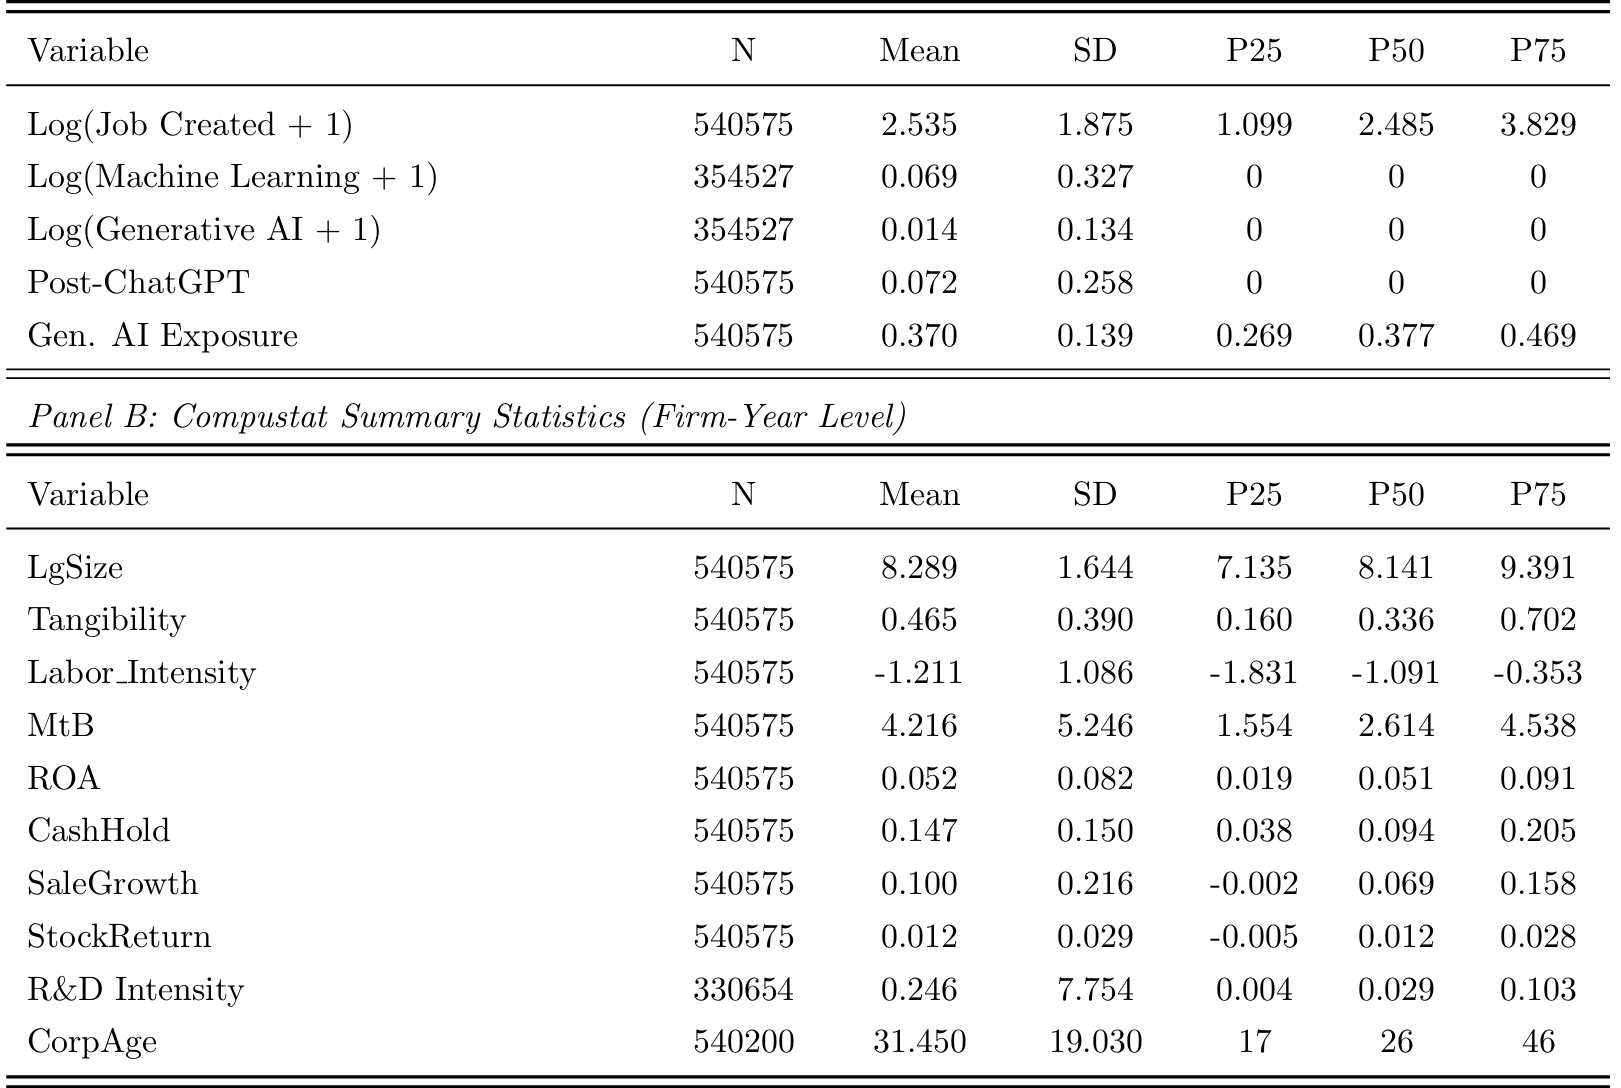 Variable N Mean SD P25 P50 P75
Log(Job Created + 1) 540575 2.535 1.875 1.099 2.485 3.829
Log(Machine Learning + 1) 354527 0.069 0.327 0 0 0
Log(Generative AI + 1) 354527 0.014 0.134 0 0 0
Post-ChatGPT 540575 0.072 0.258 0 0 0
Gen. AI Exposure 540575 0.370 0.139 0.269 0.377 0.469
Panel B: Compustat Summary Statistics (Firm-Year Level)
Variable N Mean SD P25 P50 P75
LgSize 540575 8.289 1.644 7.135 8.141 9.391
Tangibility 540575 0.465 0.390 0.160 0.336 0.702
Labor_Intensity 540575 -1.211 1.086 -1.831 -1.091 -0.353
MtB 540575 4.216 5.246 1.554 2.614 4.538
ROA 540575 0.052 0.082 0.019 0.051 0.091
CashHold 540575 0.147 0.150 0.038 0.094 0.205
SaleGrowth 540575 0.100 0.216 -0.002 0.069 0.158
StockReturn 540575 0.012 0.029 -0.005 0.012 0.028
R&D Intensity 330654 0.246 7.754 0.004 0.029 0.103
CorpAge 540200 31.450 19.030 17 26 46